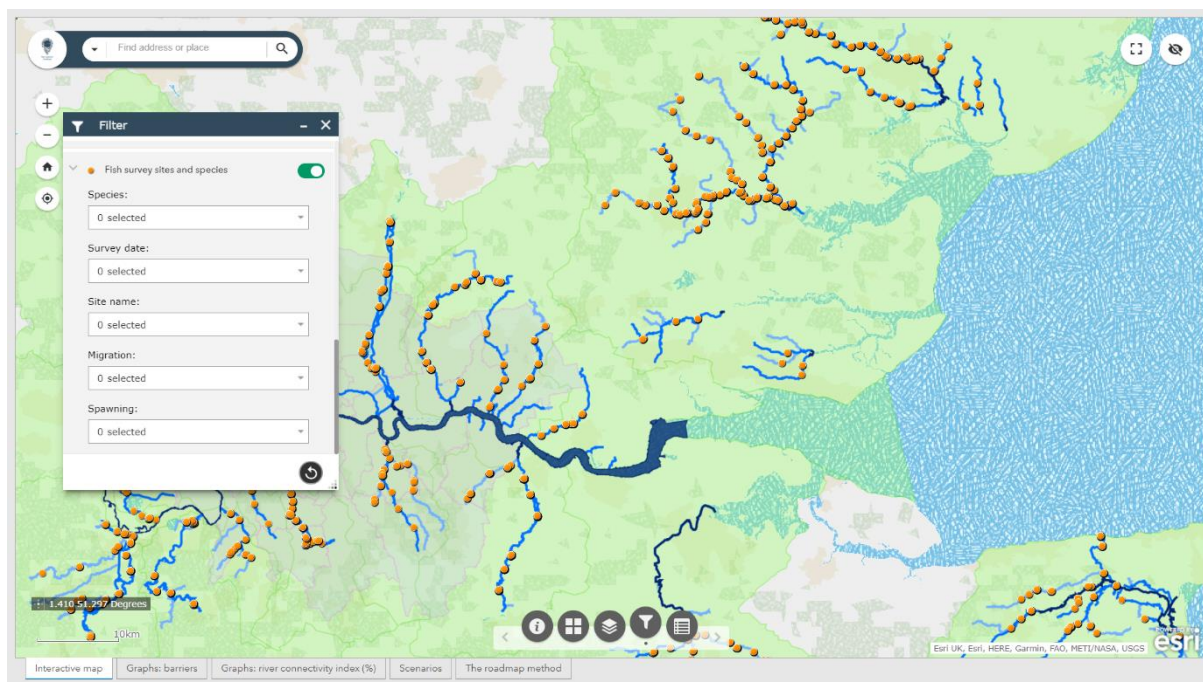 Find address or place
Filter
Fish survey sites and species
Species:
0 selected
Survey date:
0 selected
Site name:
0 selected
Migration:
0 selected
Spawning:
0 selected
1.410 51.297 Degrees
10km
Esri UK, Esri, HERE, Garmin, FAO, METI/NASA, USGS
POWERED BY
esri
Interactive map
Graphs: barriers
Graphs: river connectivity index (%)
Scenarios
The roadmap method